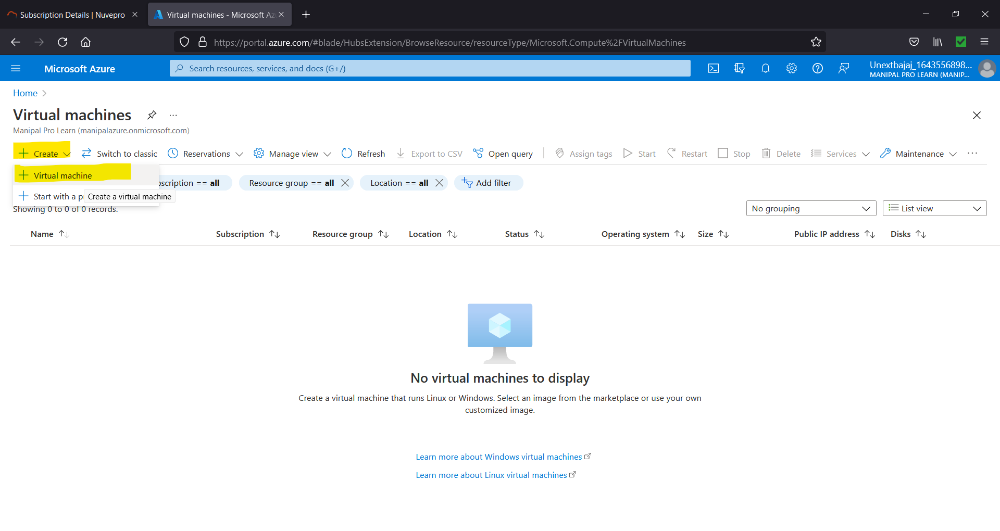 Subscription Details | Nuvepro
Virtual machines - Microsoft Az
https://portal.azure.com/#blade/HubsExtension/BrowseResource/resourceType/Microsoft.Compute%2FVirtualMachines
Microsoft Azure
Search resources, services, and docs (G+/)
Unextbajaj_1643556898...
MANIPAL PRO LEARN (MANIP...
Home
Virtual machines
Manipal Pro Learn (manipalazure.onmicrosoft.com)
Create Switch to classic Reservations Manage view Refresh Export to CSV Open query Assign tags Start Restart Stop Delete Services Maintenance
Virtual machine
scription == all Resource group == all Location == all Add filter
Start with a p
Create a virtual machine
Showing 0 to 0 of 0 records.
No grouping List view
Name Subscription Resource group Location Status Operating system Size Public IP address Disks
No virtual machines to display
Create a virtual machine that runs Linux or Windows. Select an image from the marketplace or use your own
customized image.
Learn more about Windows virtual machines
Learn more about Linux virtual machines